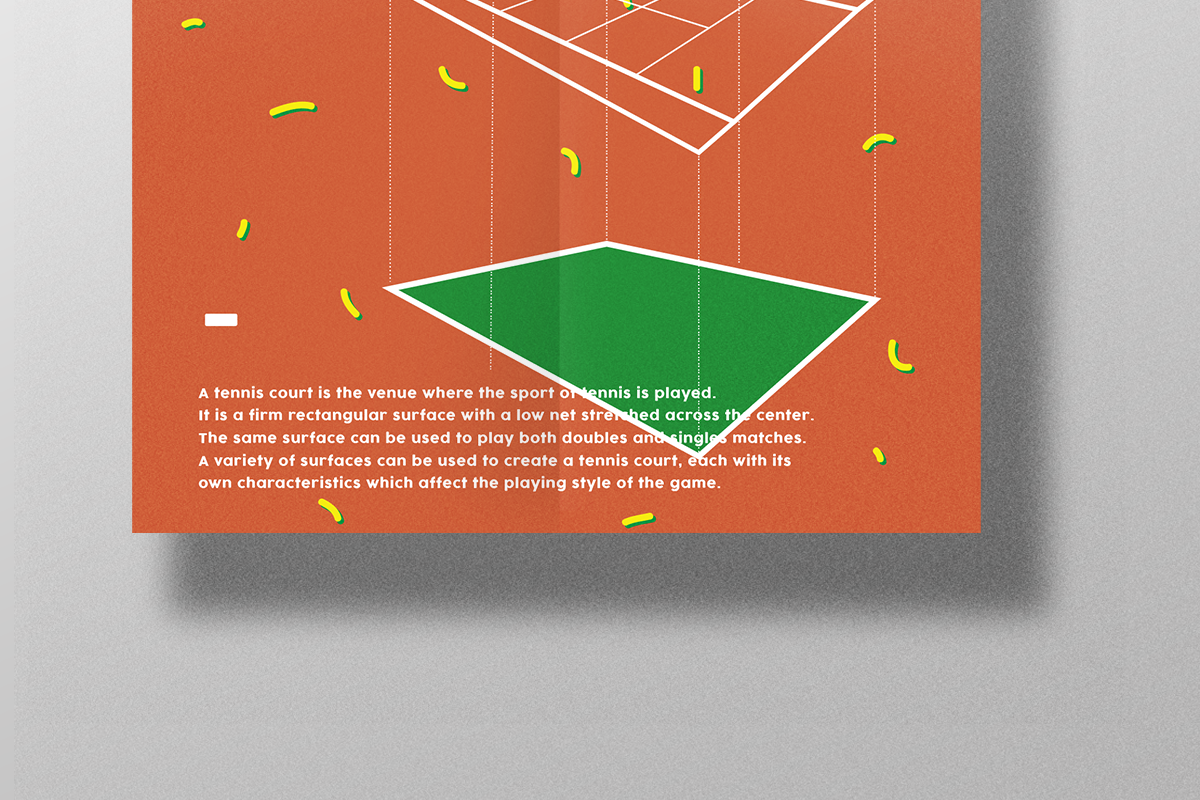 A tennis court is the venue where the sport of tennis is played.
It is a firm rectangular surface with a low net stretched across the center.
The same surface can be used to play both doubles and singles matches.
A variety of surfaces can be used to create a tennis court, each with its
own characteristics which affect the playing style of the game.